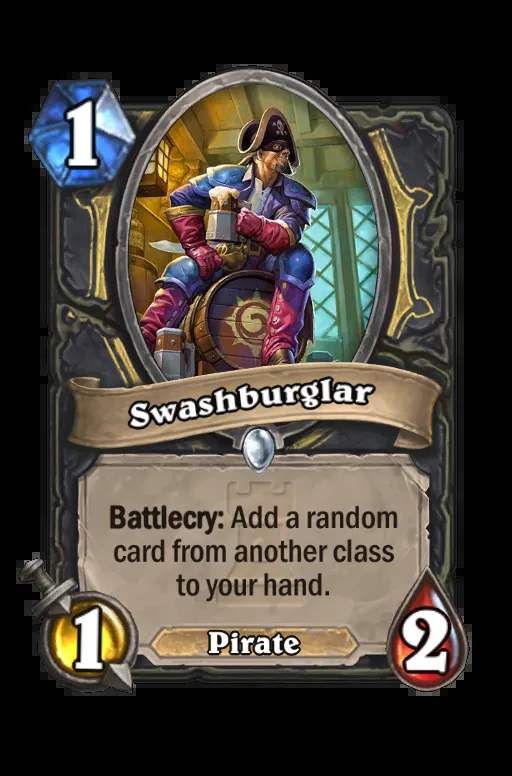 1
Swashburglar
Battlecry: Add a random
card from another class
to your hand.
1
Pirate
2